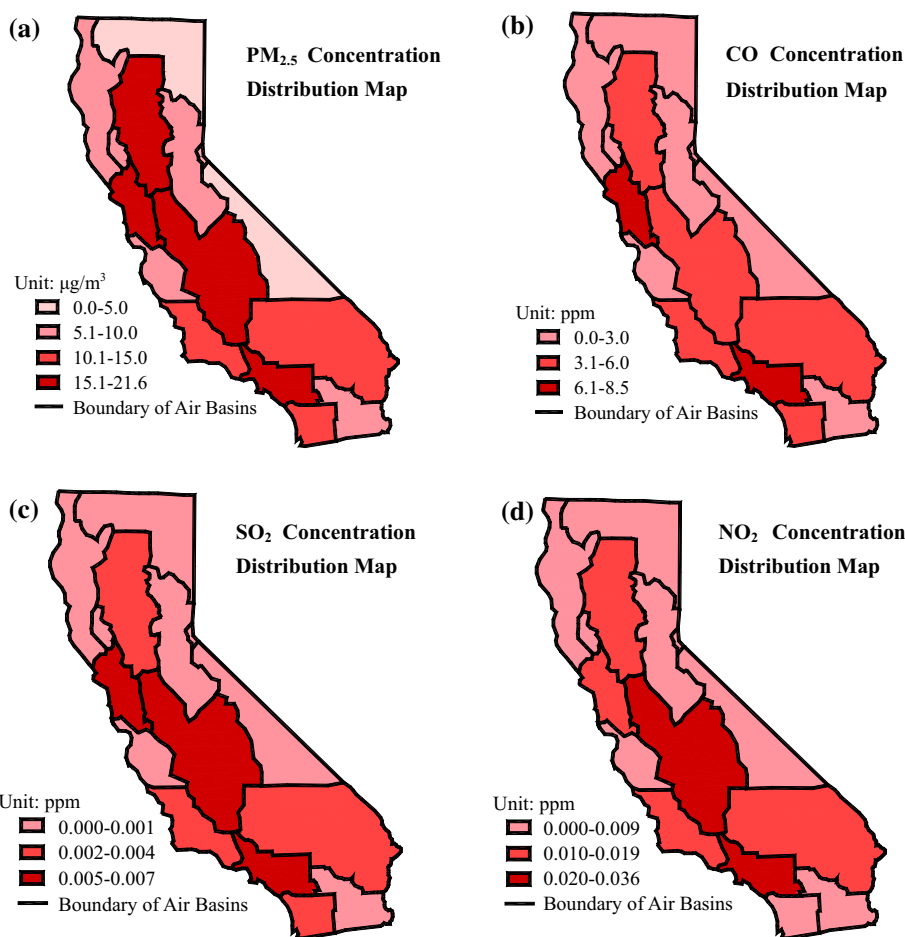 (a)
PM₂.₅ Concentration
Distribution Map
Unit: μg/m³
0.0-5.0
5.1-10.0
10.1-15.0
15.1-21.6
Boundary of Air Basins
(b)
CO Concentration
Distribution Map
Unit: ppm
0.0-3.0
3.1-6.0
6.1-8.5
Boundary of Air Basins
(c)
SO₂ Concentration
Distribution Map
Unit: ppm
0.000-0.001
0.002-0.004
0.005-0.007
Boundary of Air Basins
(d)
NO₂ Concentration
Distribution Map
Unit: ppm
0.000-0.009
0.010-0.019
0.020-0.036
Boundary of Air Basins